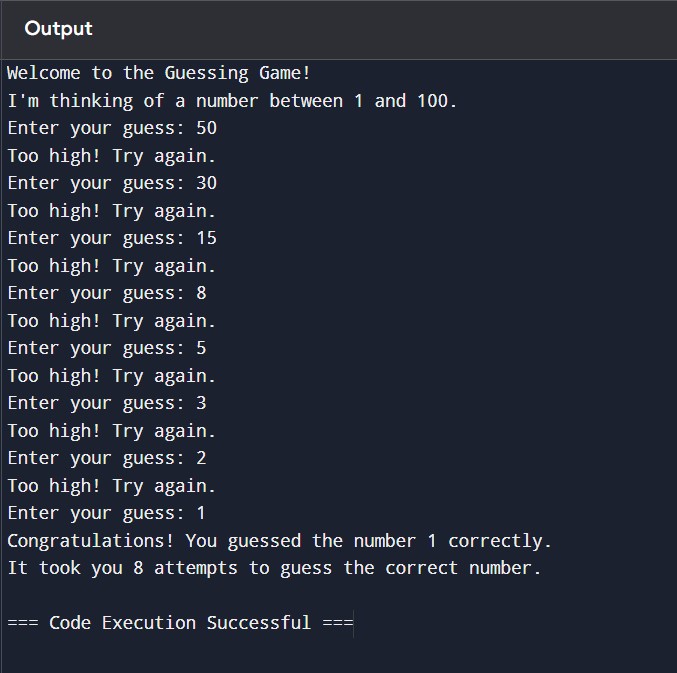 Output
Welcome to the Guessing Game!
I'm thinking of a number between 1 and 100.
Enter your guess: 50
Too high! Try again.
Enter your guess: 30
Too high! Try again.
Enter your guess: 15
Too high! Try again.
Enter your guess: 8
Too high! Try again.
Enter your guess: 5
Too high! Try again.
Enter your guess: 3
Too high! Try again.
Enter your guess: 2
Too high! Try again.
Enter your guess: 1
Congratulations! You guessed the number 1 correctly.
It took you 8 attempts to guess the correct number.
=== Code Execution Successful ===